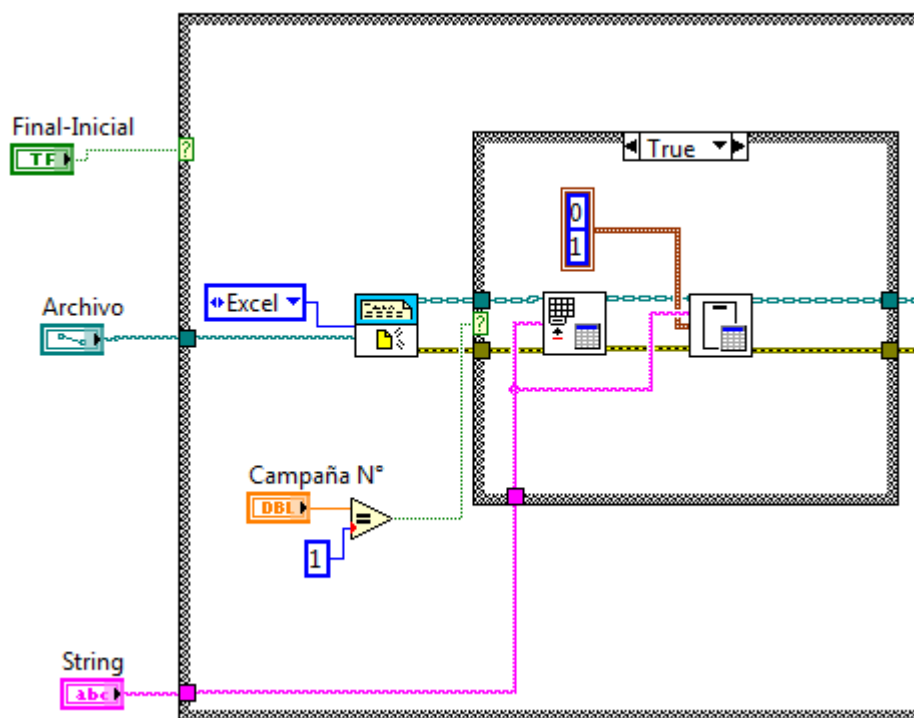 Final-Inicial
TF
True
0
1
Excel
Archivo
Campaña N°
DBL
=
1
String
abc